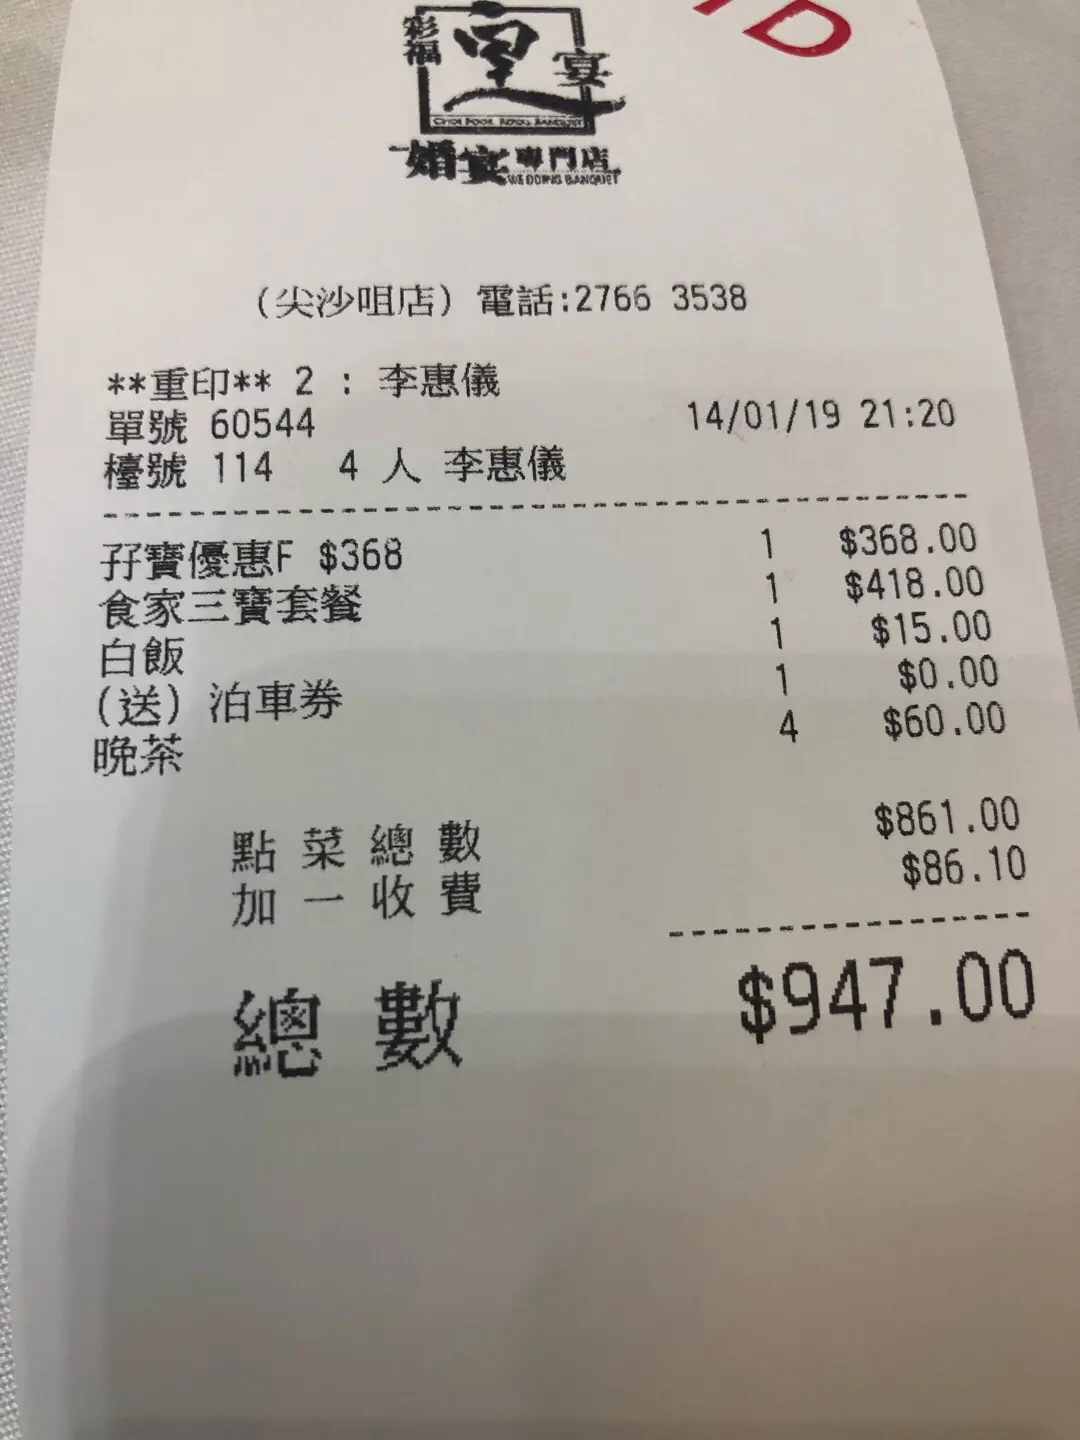 彩福 皇 宴
CHOI FOOK ROYAL BANQUET
婚宴專門店
WEDDING BANQUET
(尖沙咀店) 電話:2766 3538
**重印** 2 : 李惠儀
單號 60544 14/01/19 21:20
檯號 114 4 人 李惠儀
孖寶優惠F $368 1 $368.00
食家三寶套餐 1 $418.00
白飯 1 $15.00
(送) 泊車券 1 $0.00
晚茶 4 $60.00
點菜總數 $861.00
加一收費 $86.10
總數 $947.00